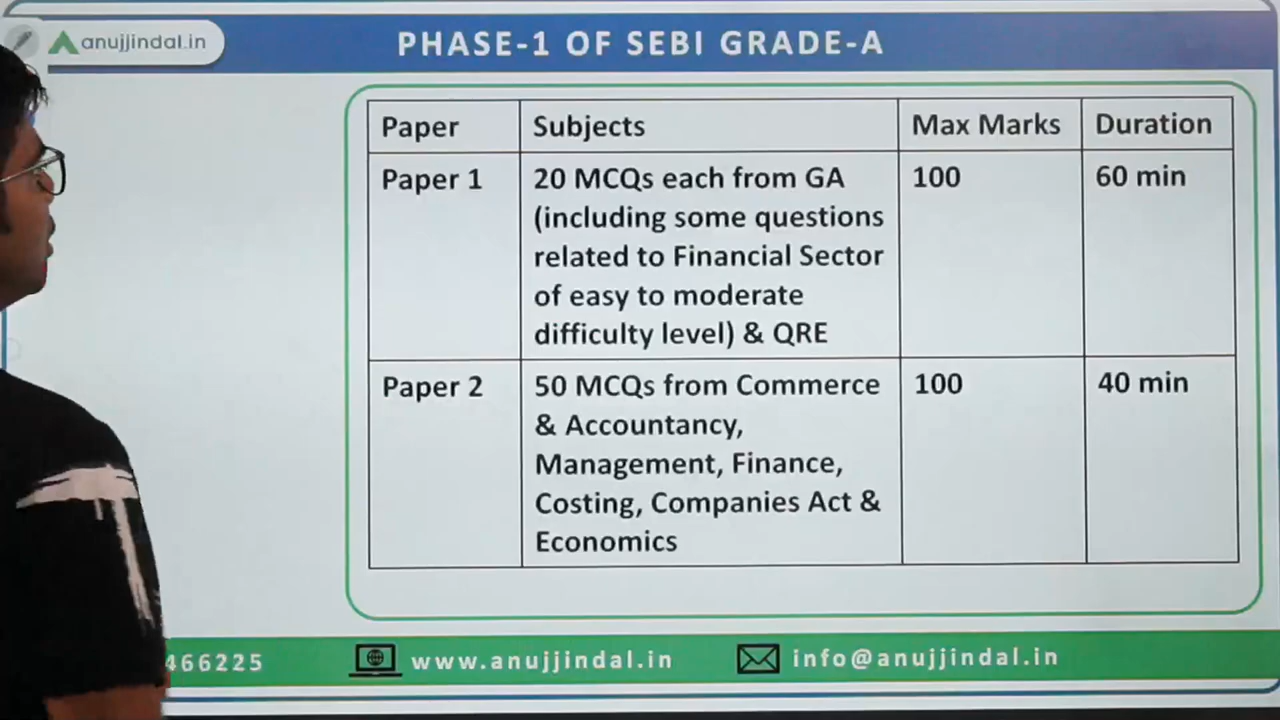 anujjindal.in
PHASE-1 OF SEBI GRADE-A
Paper Subjects Max Marks Duration
Paper 1 20 MCQs each from GA 100 60 min
(including some questions
related to Financial Sector
of easy to moderate
difficulty level) & QRE
Paper 2 50 MCQs from Commerce 100 40 min
& Accountancy,
Management, Finance,
Costing, Companies Act &
Economics
466225 www.anujjindal.in info@anujjindal.in